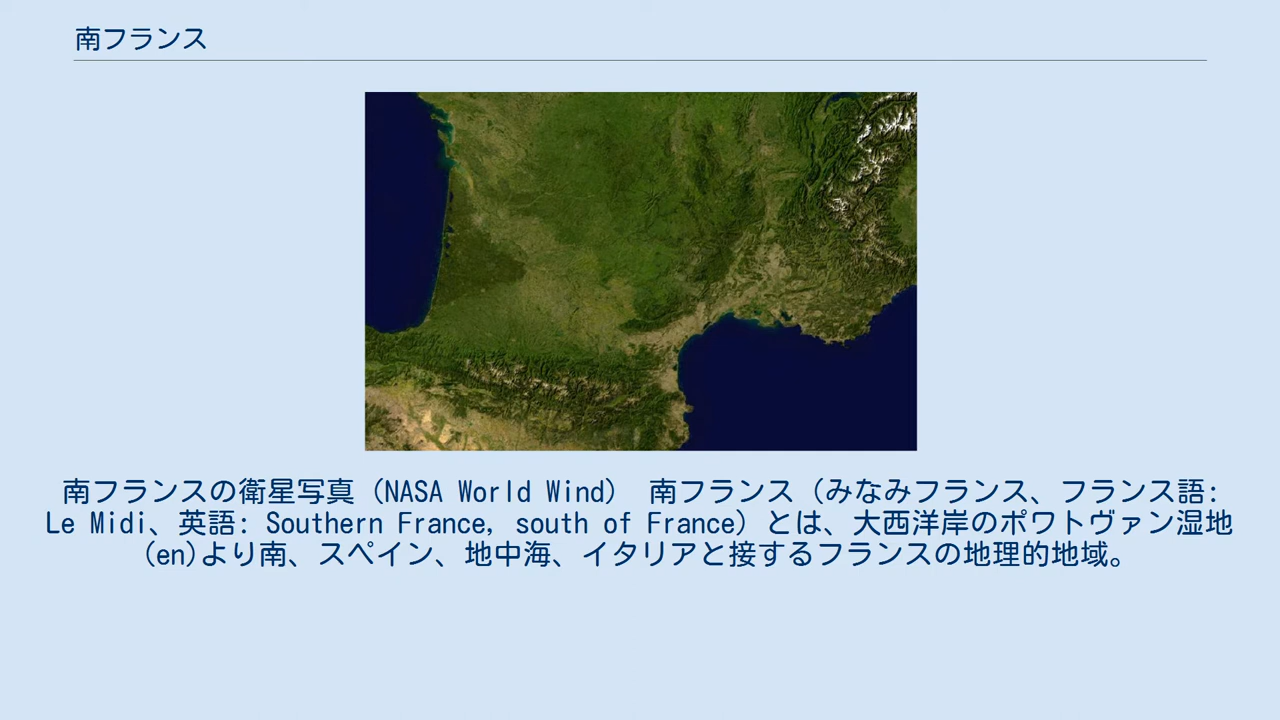 南フランス
南フランスの衛星写真（NASA World Wind） 南フランス（みなみフランス、フランス語:
Le Midi、英語: Southern France, south of France）とは、大西洋岸のポワトヴァン湿地
(en)より南、スペイン、地中海、イタリアと接するフランスの地理的地域。